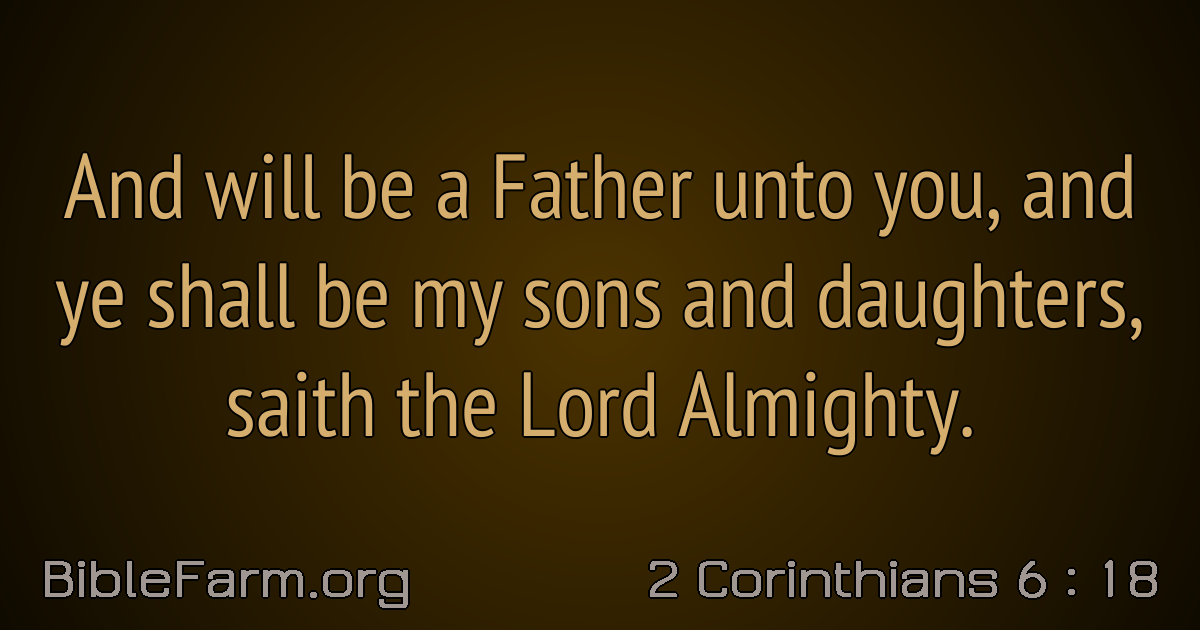 And will be a Father unto you, and
ye shall be my sons and daughters,
saith the Lord Almighty.
BibleFarm.org
2 Corinthians 6 : 18